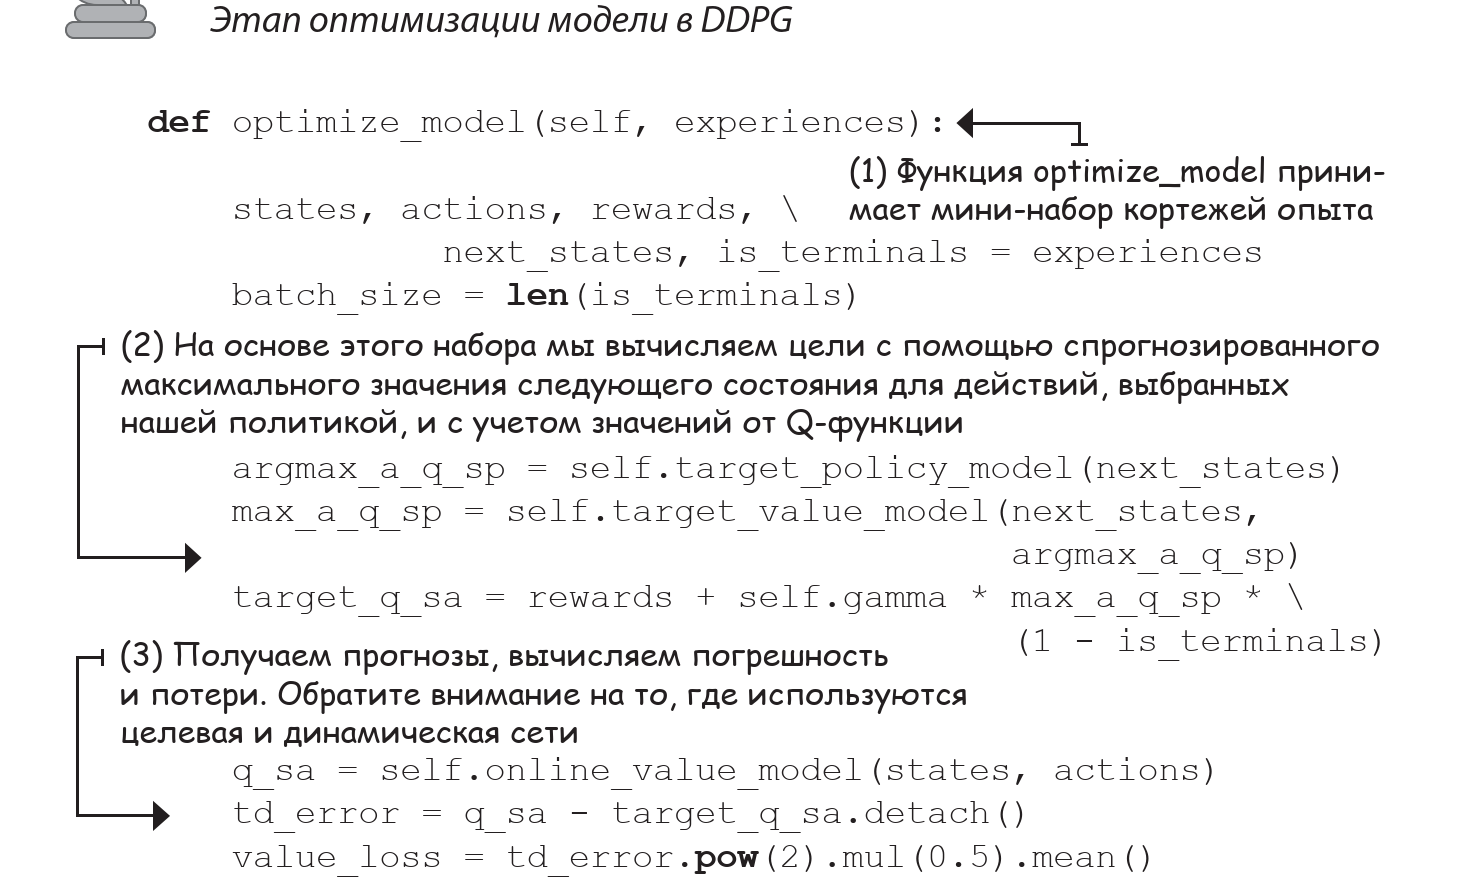 Этап оптимизации модели в DDPG
def optimize_model(self, experiences):
(1) Функция optimize_model прини-
мает мини-набор кортежей опыта
states, actions, rewards, \
next_states, is_terminals = experiences
batch_size = len(is_terminals)
(2) На основе этого набора мы вычисляем цели с помощью спрогнозированного
максимального значения следующего состояния для действий, выбранных
нашей политикой, и с учетом значений от Q-функции
argmax_a_q_sp = self.target_policy_model(next_states)
max_a_q_sp = self.target_value_model(next_states,
argmax_a_q_sp)
target_q_sa = rewards + self.gamma * max_a_q_sp * \
(1 - is_terminals)
(3) Получаем прогнозы, вычисляем погрешность
и потери. Обратите внимание на то, где используются
целевая и динамическая сети
q_sa = self.online_value_model(states, actions)
td_error = q_sa - target_q_sa.detach()
value_loss = td_error.pow(2).mul(0.5).mean()